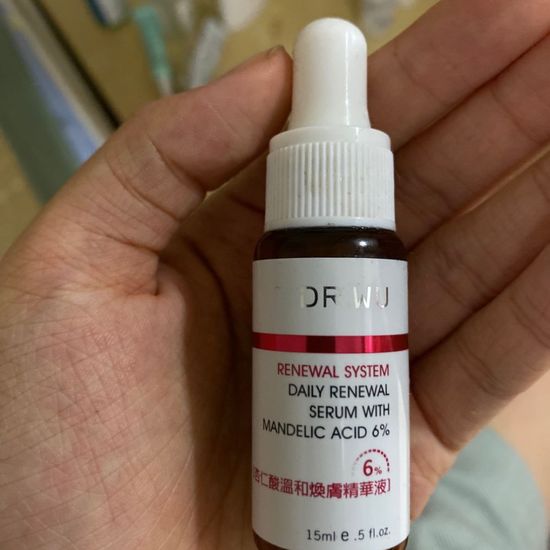 DR.WU
RENEWAL SYSTEM
DAILY RENEWAL
SERUM WITH
MANDELIC ACID 6%
6%
杏仁酸溫和煥膚精華液]
15ml e .5 fl.oz.